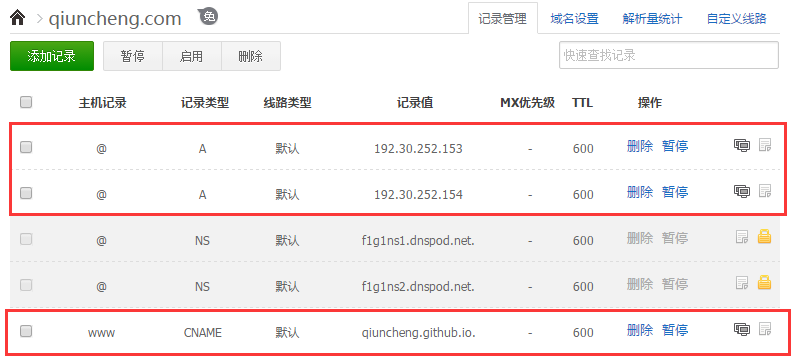 qiuncheng.com 免 记录管理 域名设置 解析量统计 自定义线路
添加记录 暂停 启用 删除 快速查找记录
主机记录 记录类型 线路类型 记录值 MX优先级 TTL 操作
@ A 默认 192.30.252.153 - 600 删除 暂停
@ A 默认 192.30.252.154 - 600 删除 暂停
@ NS 默认 f1g1ns1.dnspod.net. - 600 删除 暂停
@ NS 默认 f1g1ns2.dnspod.net. - 600 删除 暂停
www CNAME 默认 qiuncheng.github.io. - 600 删除 暂停